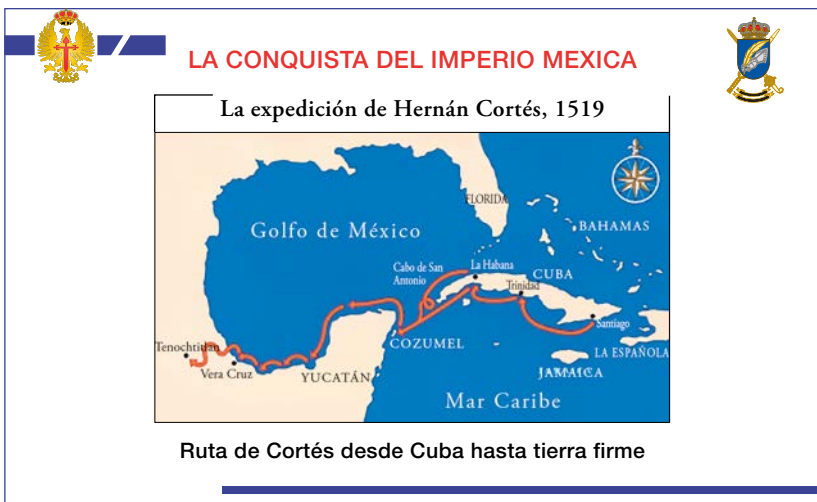 LA CONQUISTA DEL IMPERIO MEXICA
La expedición de Hernán Cortés, 1519
FLORIDA
Golfo de México
BAHAMAS
Cabo de San
Antonio
La Habana
CUBA
Trinidad
Santiago
COZUMEL
Tenochtitlan
LA ESPAÑOLA
Vera Cruz
YUCATÁN
JAMAICA
Mar Caribe
Ruta de Cortés desde Cuba hasta tierra firme